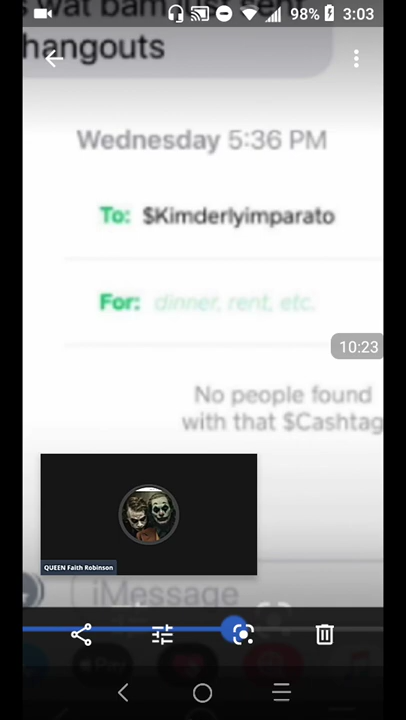 98% 3:03
hangouts
Wednesday 5:36 PM
To: $Kimderlyimparato
For: dinner, rent, etc.
10:23
No people found
with that $Cashtag
QUEEN Faith Robinson
iMessage
Pay